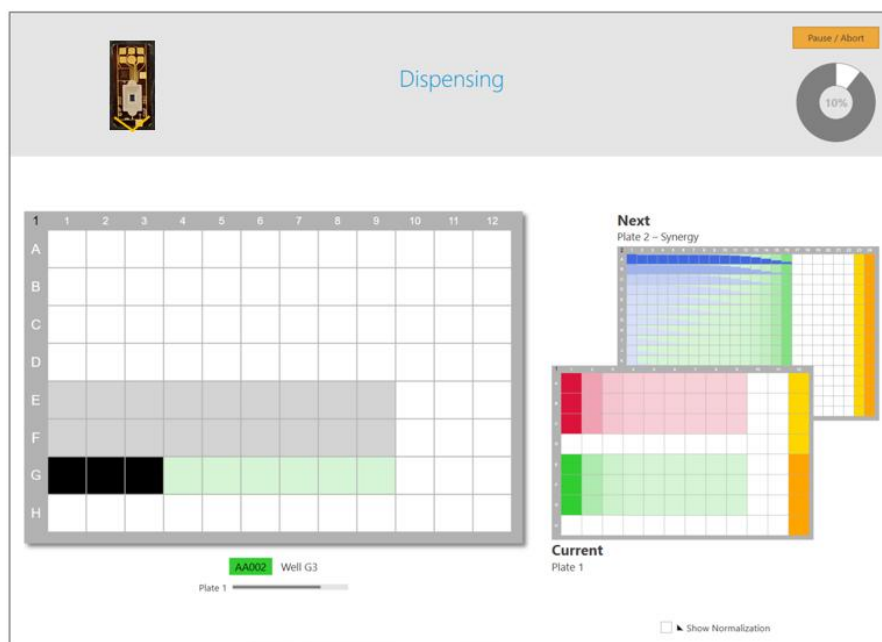 Pause / Abort
Dispensing
10%
1 1 2 3 4 5 6 7 8 9 10 11 12
A
B
C
D
E
F
G
H
AA002 Well G3
Plate 1
Next
Plate 2 – Synergy
Current
Plate 1
Show Normalization